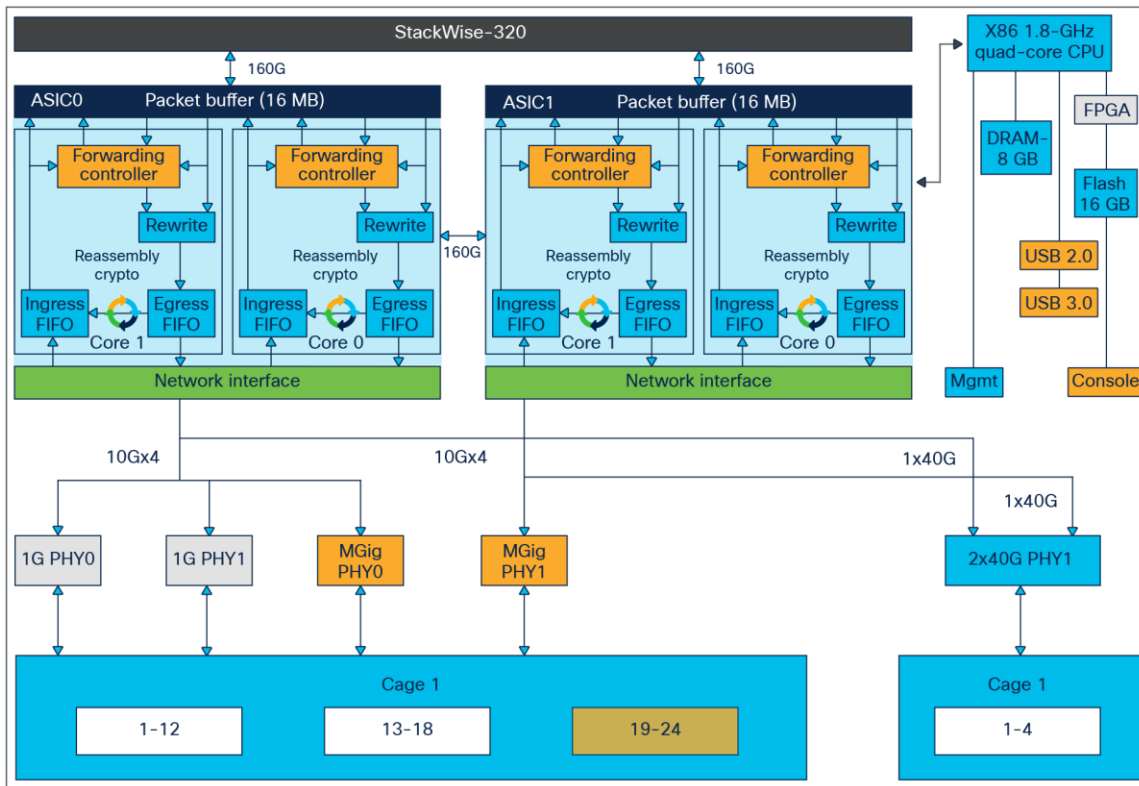 StackWise-320
X86 1.8-GHz
quad-core CPU
160G
160G
ASIC0
Packet buffer (16 MB)
ASIC1
Packet buffer (16 MB)
FPGA
DRAM-
8 GB
Forwarding
controller
Forwarding
controller
Forwarding
controller
Forwarding
controller
Flash
16 GB
Rewrite
Rewrite
Rewrite
Rewrite
160G
Reassembly
crypto
Reassembly
crypto
Reassembly
crypto
Reassembly
crypto
USB 2.0
USB 3.0
Ingress
FIFO
Egress
FIFO
Ingress
FIFO
Egress
FIFO
Ingress
FIFO
Egress
FIFO
Ingress
FIFO
Egress
FIFO
Core 1
Core 0
Core 1
Core 0
Network interface
Network interface
Mgmt
Console
10Gx4
10Gx4
1x40G
1x40G
1G PHY0
1G PHY1
MGig
PHY0
MGig
PHY1
2x40G PHY1
Cage 1
Cage 1
1-12
13-18
19-24
1-4